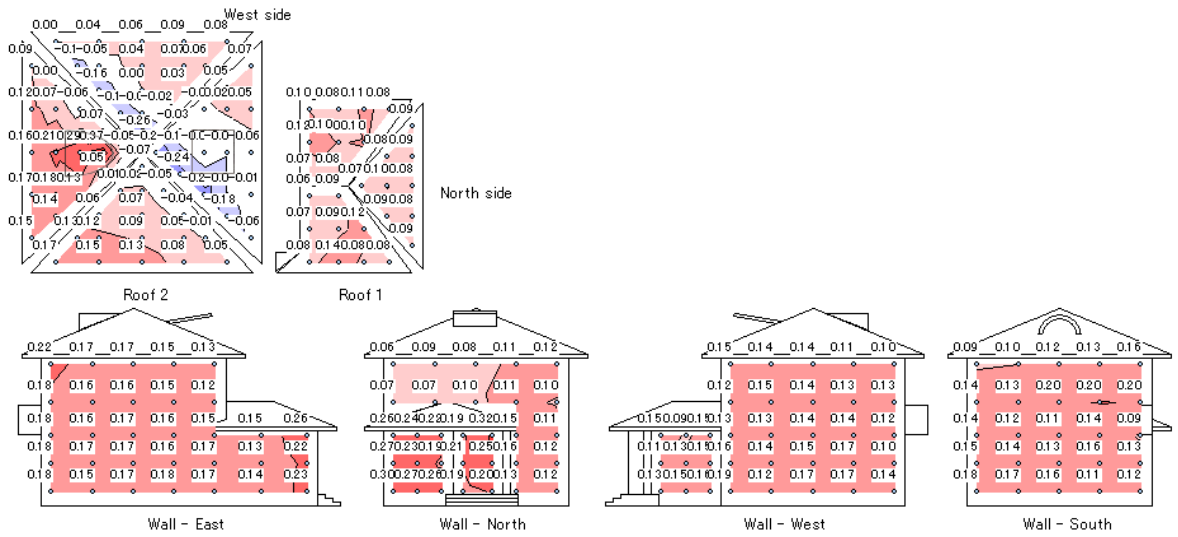 West side
0.00 0.04 0.06 0.09 0.08
0.09 -0.1 -0.05 0.04 0.07 0.06 0.07
0.00 -0.16 0.00 0.03 0.05
0.12 0.07 -0.06 -0.02 0.02 0.05
0.07 -0.26 -0.03
0.16 0.21 0.29 0.37 -0.05 -0.2 -0.1 -0.06
0.05 -0.07 -0.24
0.17 0.18 0.13 0.01 0.02 -0.05 -0.2 -0.0 -0.01
0.14 0.06 0.07 -0.04 -0.18
0.15 0.13 0.12 0.09 0.05 -0.01 -0.06
0.17 0.15 0.13 0.08 0.05
0.10 0.08 0.11 0.08
0.09
0.12 0.10
0.08 0.09
0.07 0.08
0.07 0.10 0.08
0.06 0.09
0.09 0.08
0.07 0.09 0.12
0.09
0.08 0.14 0.08 0.08
North side
Roof 2
Roof 1
0.22 0.17 0.17 0.15 0.13
0.18 0.16 0.16 0.15 0.12
0.18 0.16 0.16 0.16 0.15 0.15 0.26
0.18 0.15 0.17 0.16 0.17 0.13 0.22
0.18 0.15 0.17 0.18 0.17 0.14 0.23
Wall - East
0.06 0.09 0.08 0.11 0.12
0.07 0.07 0.10 0.11 0.10
0.26 0.24 0.22 0.19 0.32 0.15 0.11
0.27 0.23 0.19 0.21 0.25 0.16 0.12
0.30 0.27 0.26 0.19 0.20 0.13 0.12
Wall - North
0.15 0.14 0.14 0.11 0.10
0.12 0.15 0.14 0.13 0.13
0.15 0.09 0.13 0.13 0.14 0.14 0.12
0.11 0.13 0.15 0.16 0.14 0.15 0.17 0.10
0.13 0.15 0.19 0.12 0.17 0.17 0.14
Wall - West
0.09 0.10 0.12 0.13 0.16
0.14 0.13 0.20 0.20 0.20
0.14 0.12 0.11 0.14 0.09
0.15 0.14 0.13 0.16 0.13
0.18 0.17 0.16 0.11 0.12
Wall - South